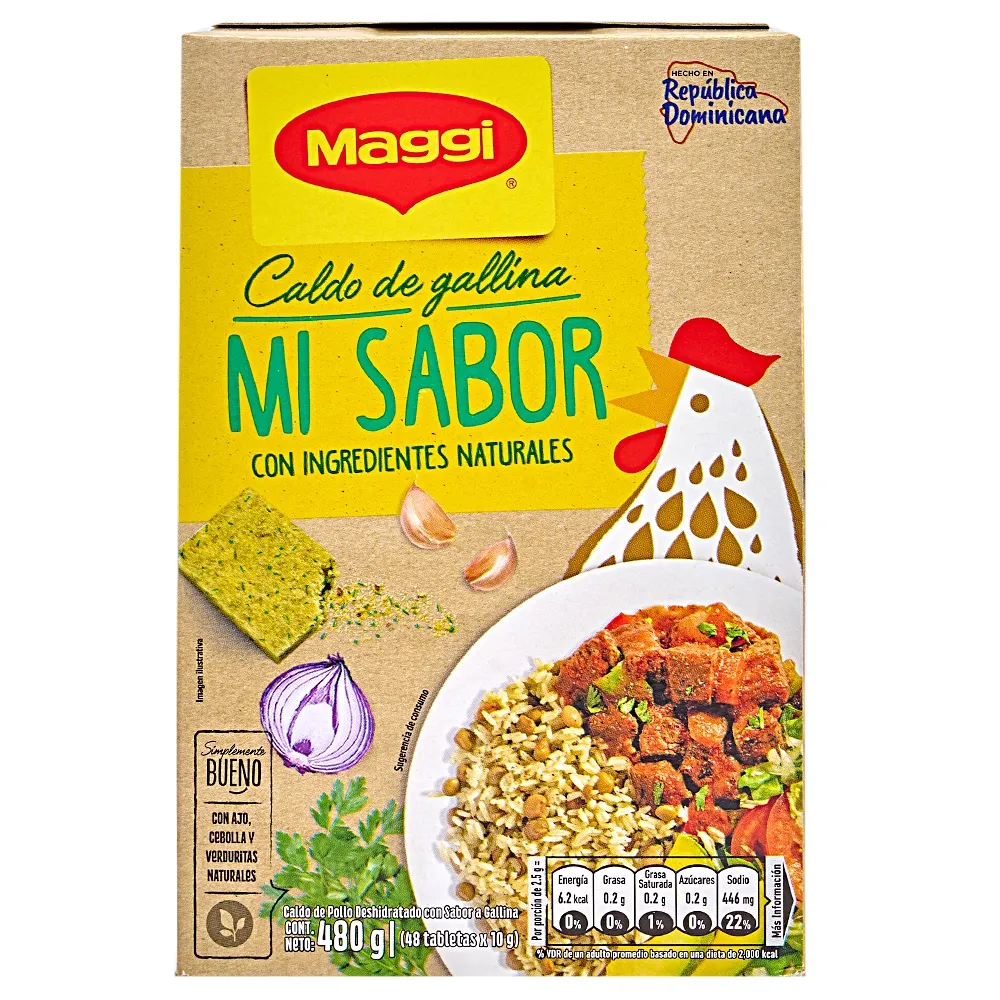 HECHO EN
República
Dominicana
Maggi
®
Caldo de gallina
MI SABOR
CON INGREDIENTES NATURALES
Imagen ilustrativa
Sugerencia de consumo
Simplemente
BUENO
CON AJO,
CEBOLLA Y
VERDURITAS
NATURALES
Caldo de Pollo Deshidratado con Sabor a Gallina
CONT.
NETO: 480 g (48 tabletas x 10 g)
Por porción de 2.5 g =
Energía
6.2 kcal
0%
Grasa
0.2 g
0%
Grasa
Saturada
0.2 g
1%
Azúcares
0.2 g
0%
Sodio
446 mg
22%
Más Información
% VDR de un adulto promedio basado en una dieta de 2,000 kcal